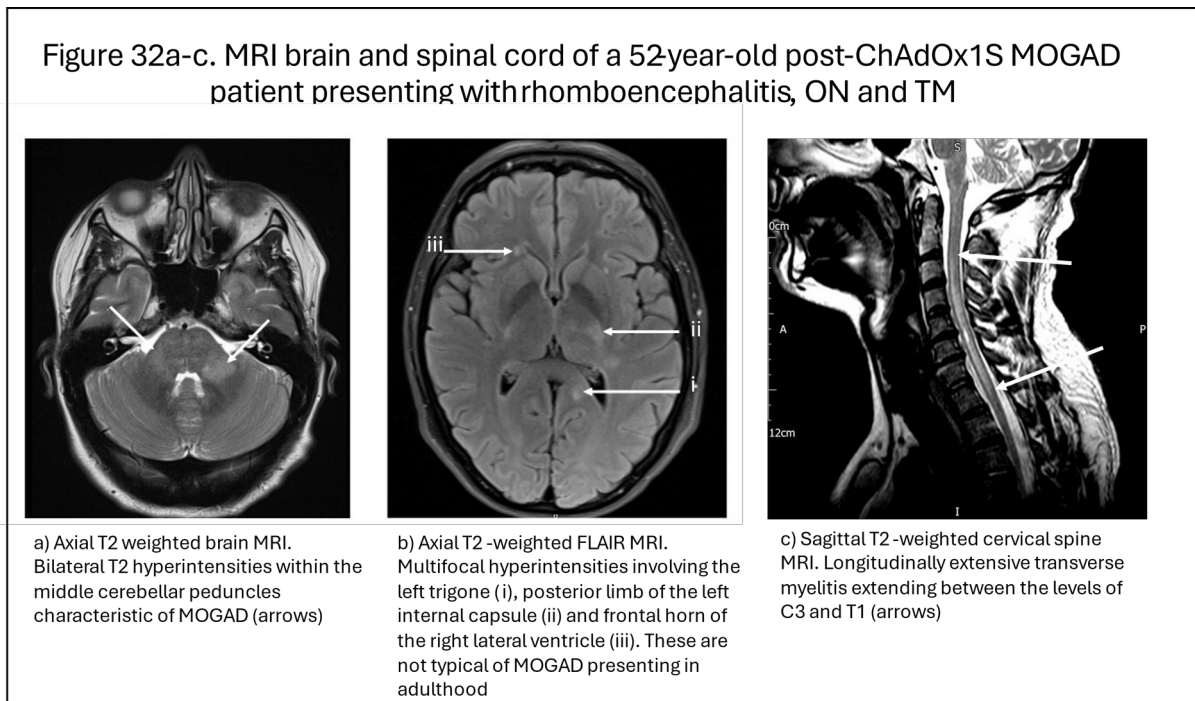 Figure 32a-c. MRI brain and spinal cord of a 52-year-old post-ChAdOx1S MOGAD
patient presenting with rhomboencephalitis, ON and TM
iii
ii
i
S
0cm
A
P
12cm
I
a) Axial T2 weighted brain MRI.
Bilateral T2 hyperintensities within the
middle cerebellar peduncles
characteristic of MOGAD (arrows)
b) Axial T2 -weighted FLAIR MRI.
Multifocal hyperintensities involving the
left trigone (i), posterior limb of the left
internal capsule (ii) and frontal horn of
the right lateral ventricle (iii). These are
not typical of MOGAD presenting in
adulthood
c) Sagittal T2 -weighted cervical spine
MRI. Longitudinally extensive transverse
myelitis extending between the levels of
C3 and T1 (arrows)